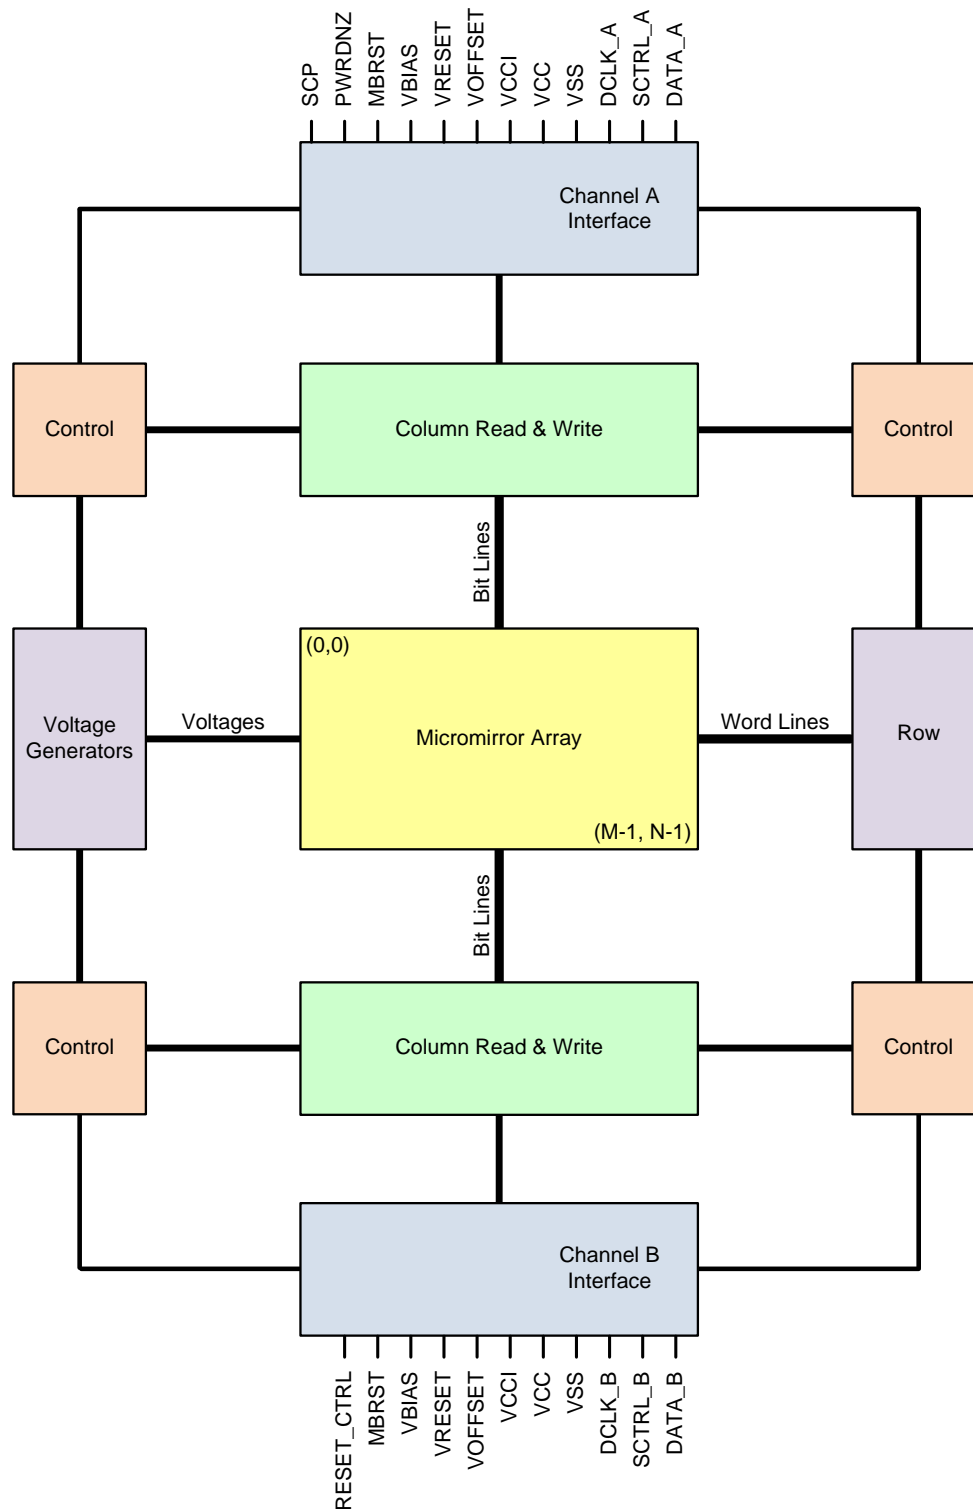 SCP
PWRDNZ
MBRST
VBIAS
VRESET
VOFFSET
VCCI
VCC
VSS
DCLK_A
SCTRL_A
DATA_A
Channel A
Interface
Control
Column Read & Write
Control
Bit Lines
(0,0)
Voltage
Generators
Voltages
Micromirror Array
Word Lines
Row
(M-1, N-1)
Bit Lines
Control
Column Read & Write
Control
Channel B
Interface
RESET_CTRL
MBRST
VBIAS
VRESET
VOFFSET
VCCI
VCC
VSS
DCLK_B
SCTRL_B
DATA_B